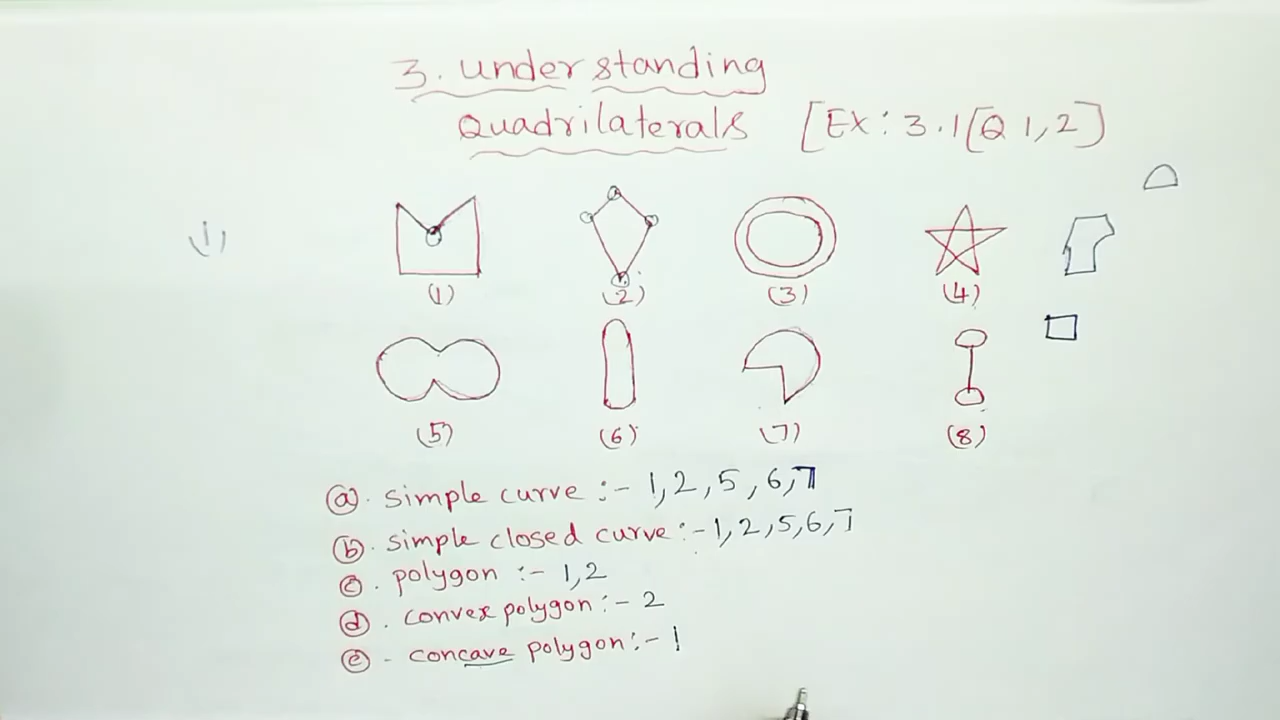 3. Understanding
Quadrilaterals [EX: 3.1(Q 1,2]
(i)
(1) (2) (3) (4)
(5) (6) (7) (8)
(a). simple curve :- 1,2,5,6,7
(b). simple closed curve :- 1,2,5,6,7
(c). polygon :- 1,2
(d). convex polygon :- 2
(e) - concave polygon :- 1